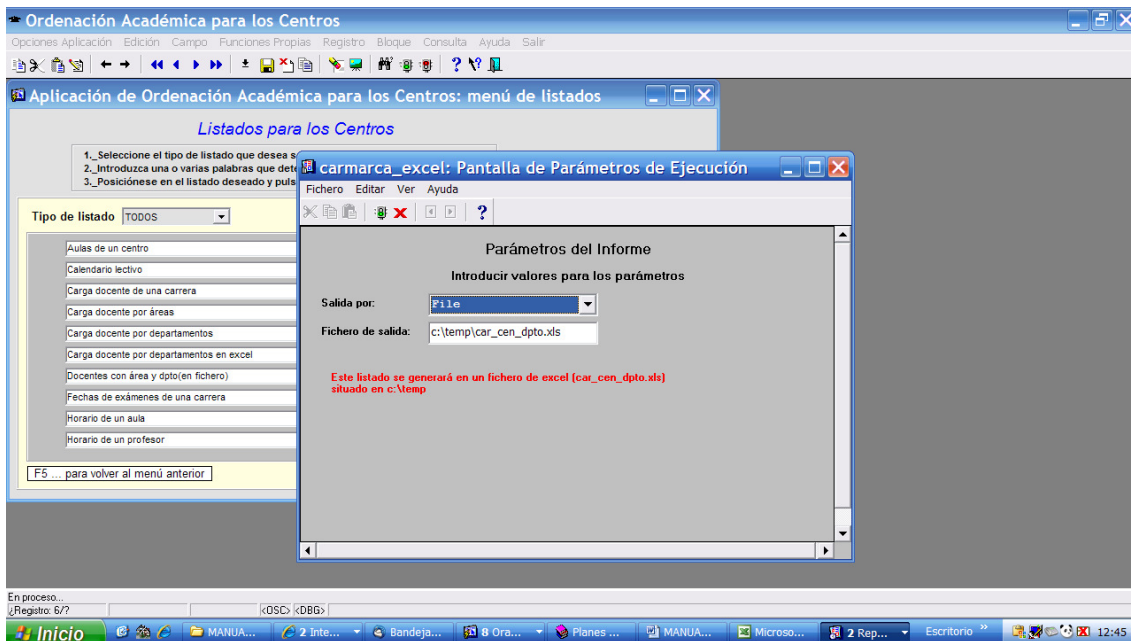 Ordenación Académica para los Centros
Opciones Aplicación Edición Campo Funciones Propias Registro Bloque Consulta Ayuda Salir
Aplicación de Ordenación Académica para los Centros: menú de listados
Listados para los Centros
1._Seleccione el tipo de listado que desea s
2._Introduzca una o varias palabras que dete
3._Posiciónese en el listado deseado y puls
Tipo de listado TODOS
Aulas de un centro
Calendario lectivo
Carga docente de una carrera
Carga docente por áreas
Carga docente por departamentos
Carga docente por departamentos en excel
Docentes con área y dpto(en fichero)
Fechas de exámenes de una carrera
Horario de un aula
Horario de un profesor
F5 ... para volver al menú anterior
carmarca_excel: Pantalla de Parámetros de Ejecución
Fichero Editar Ver Ayuda
Parámetros del Informe
Introducir valores para los parámetros
Salida por: File
Fichero de salida: c:\temp\car_cen_dpto.xls
Este listado se generará en un fichero de excel (car_cen_dpto.xls)
situado en c:\temp
En proceso...
¿Registro: 6/? <OSC> <DBG>
Inicio MANUA... 2 Inte... Bandeja... 8 Ora... Planes ... MANUA... Microso... 2 Rep... Escritorio 12:45